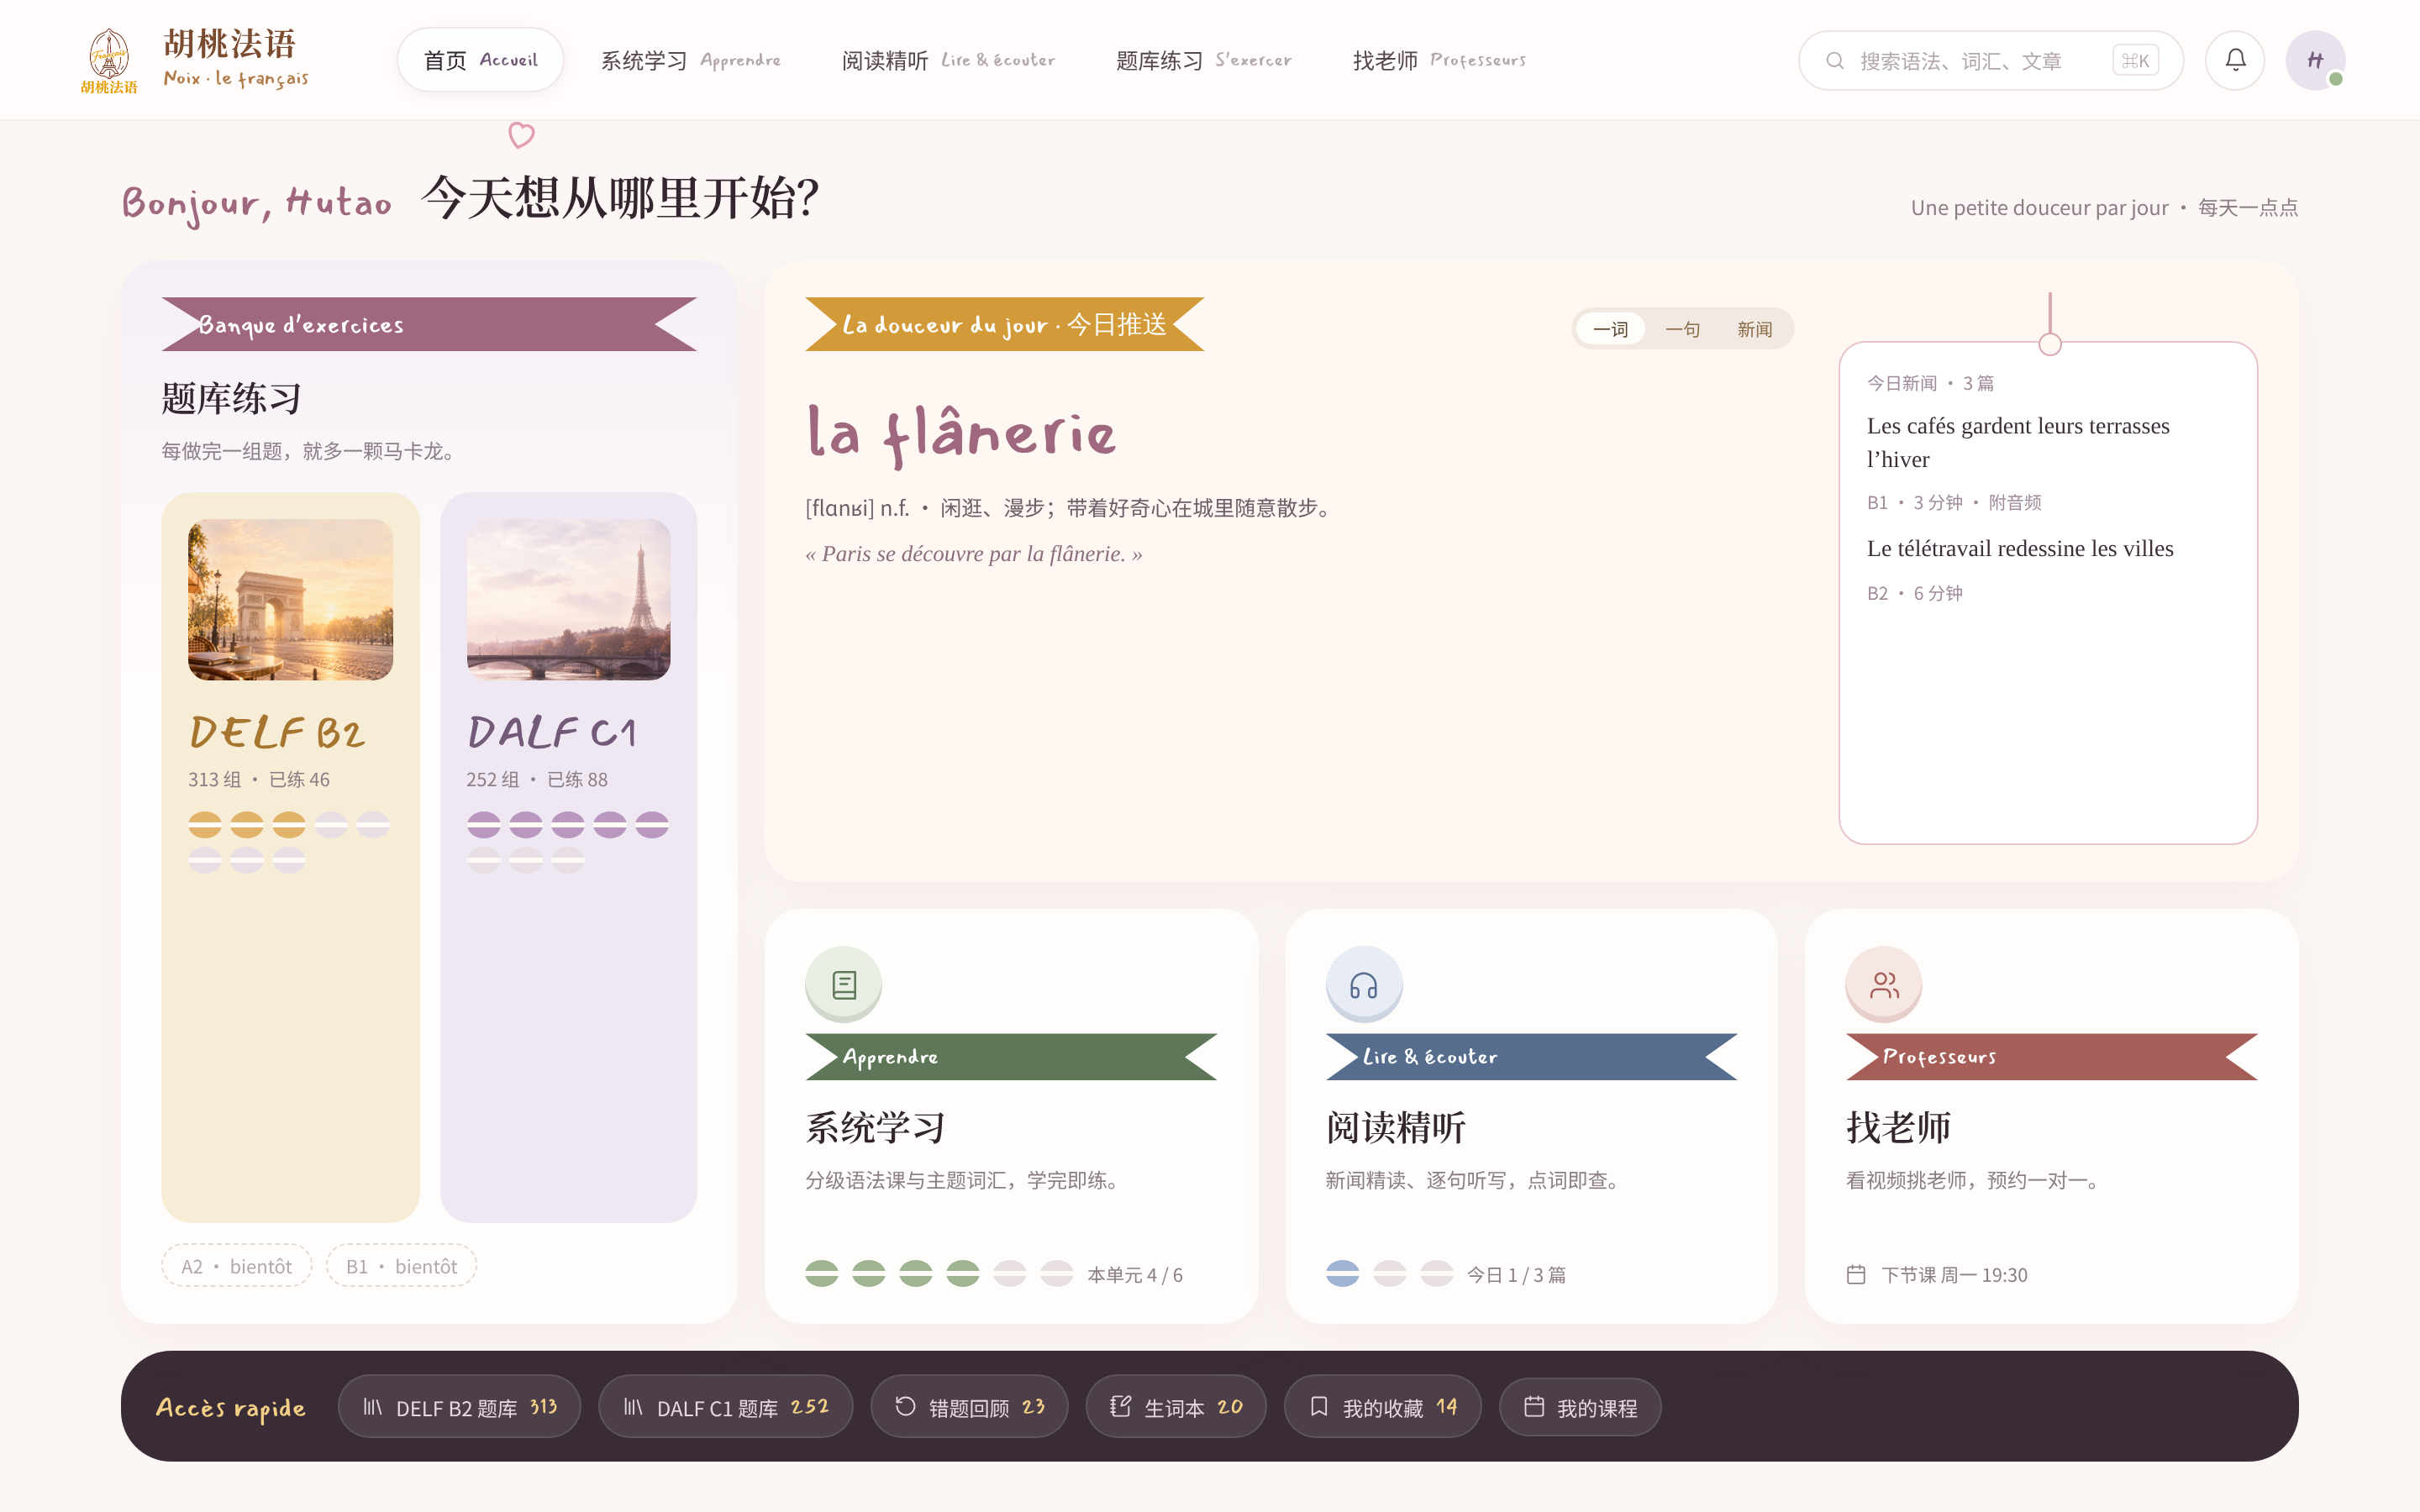 Français
胡桃法语
胡桃法语
Noix · le français
首页 Accueil
系统学习 Apprendre
阅读精听 Lire & écouter
题库练习 S'exercer
找老师 Professeurs
搜索语法、词汇、文章 ⌘K
H
Bonjour, Hutao 今天想从哪里开始?
Une petite douceur par jour · 每天一点点
Banque d'exercices
题库练习
每做完一组题，就多一颗马卡龙。
DELF B2
313 组 · 已练 46
DALF C1
252 组 · 已练 88
A2 · bientôt
B1 · bientôt
La douceur du jour · 今日推送
一词 一句 新闻
la flânerie
[flɑnʁi] n.f. · 闲逛、漫步；带着好奇心在城里随意散步。
« Paris se découvre par la flânerie. »
今日新闻 · 3 篇
Les cafés gardent leurs terrasses
l’hiver
B1 · 3 分钟 · 附音频
Le télétravail redessine les villes
B2 · 6 分钟
Apprendre
系统学习
分级语法课与主题词汇，学完即练。
本单元 4 / 6
Lire & écouter
阅读精听
新闻精读、逐句听写，点词即查。
今日 1 / 3 篇
Professeurs
找老师
看视频挑老师，预约一对一。
下节课 周一 19:30
Accès rapide
DELF B2 题库 313
DALF C1 题库 252
错题回顾 23
生词本 20
我的收藏 14
我的课程